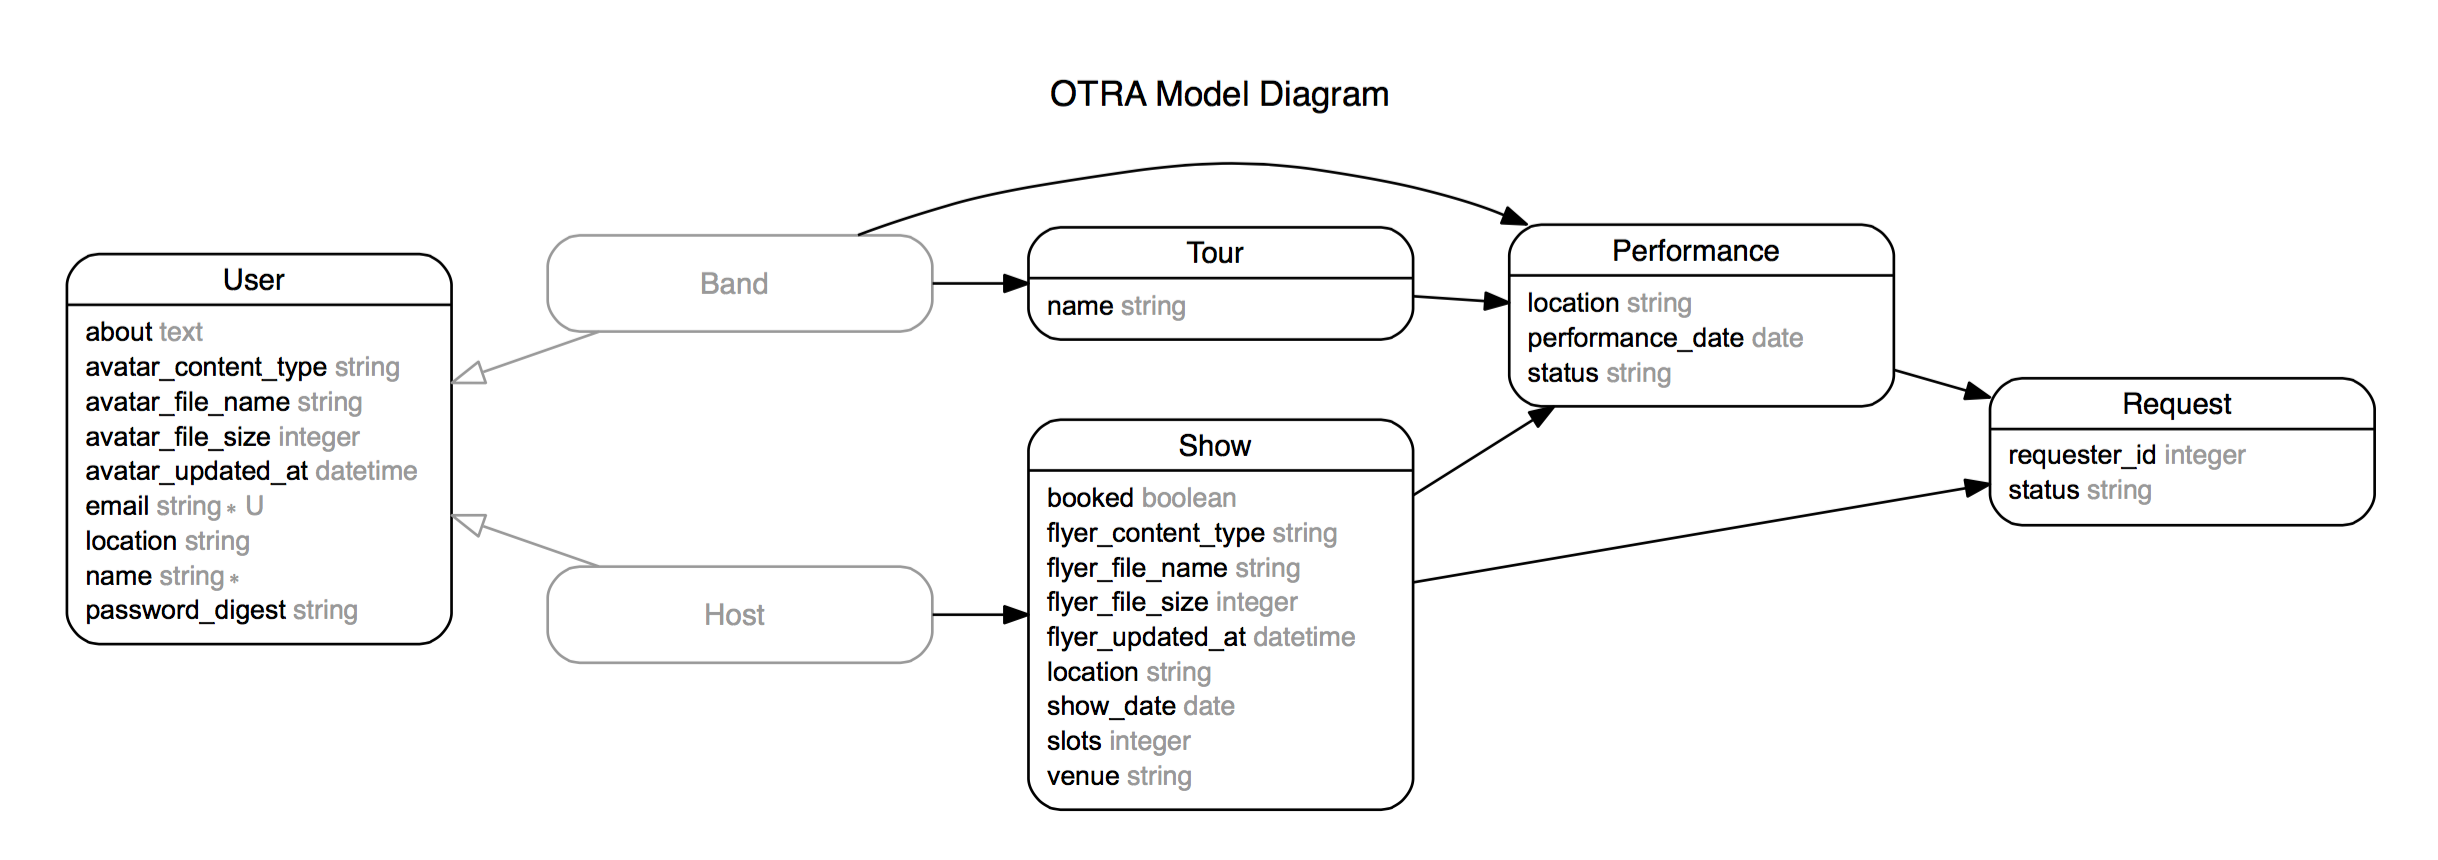 OTRA Model Diagram
User
about text
avatar_content_type string
avatar_file_name string
avatar_file_size integer
avatar_updated_at datetime
email string * U
location string
name string *
password_digest string
Band
Host
Tour
name string
Show
booked boolean
flyer_content_type string
flyer_file_name string
flyer_file_size integer
flyer_updated_at datetime
location string
show_date date
slots integer
venue string
Performance
location string
performance_date date
status string
Request
requester_id integer
status string